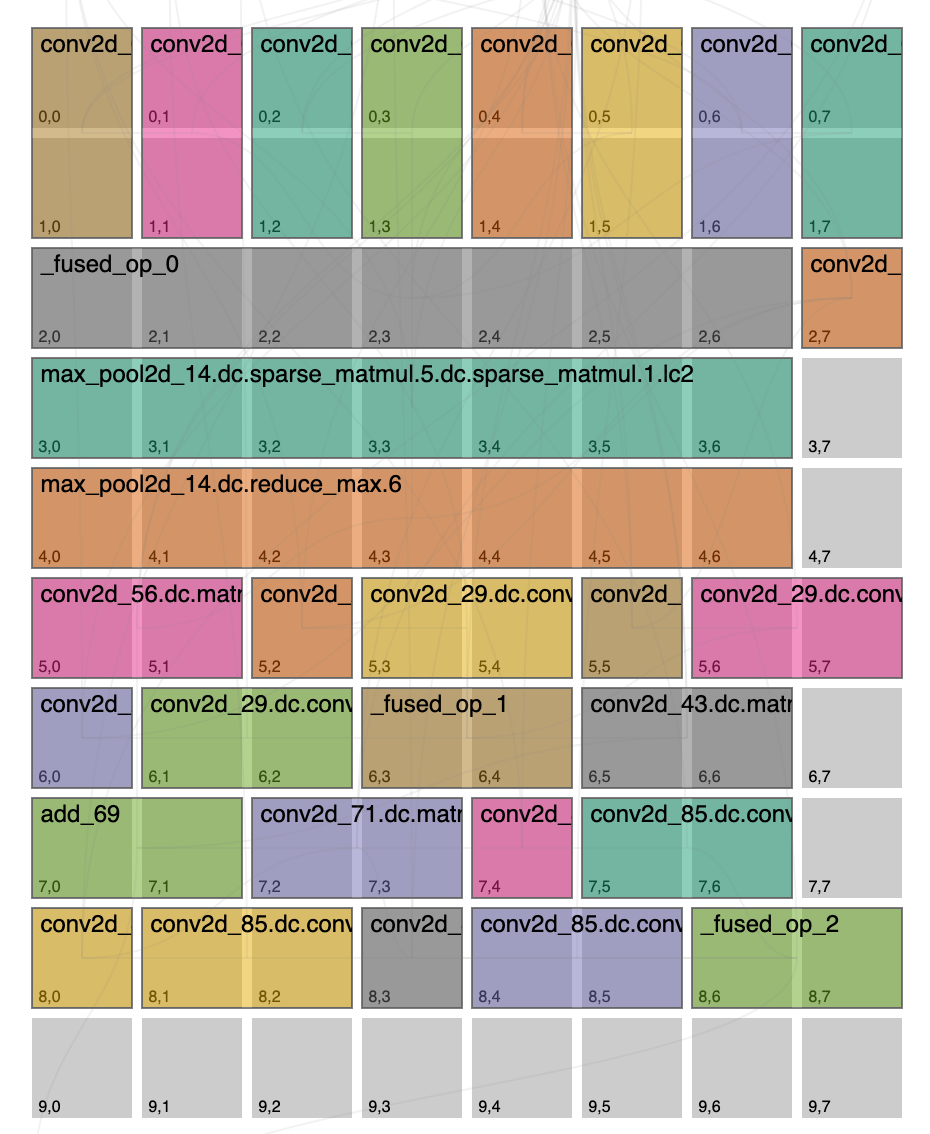 conv2d_ conv2d_ conv2d_ conv2d_ conv2d_ conv2d_ conv2d_ conv2d_
0,0 0,1 0,2 0,3 0,4 0,5 0,6 0,7
1,0 1,1 1,2 1,3 1,4 1,5 1,6 1,7
_fused_op_0 conv2d_
2,0 2,1 2,2 2,3 2,4 2,5 2,6 2,7
max_pool2d_14.dc.sparse_matmul.5.dc.sparse_matmul.1.lc2
3,0 3,1 3,2 3,3 3,4 3,5 3,6 3,7
max_pool2d_14.dc.reduce_max.6
4,0 4,1 4,2 4,3 4,4 4,5 4,6 4,7
conv2d_56.dc.matr conv2d_ conv2d_29.dc.conv conv2d_ conv2d_29.dc.conv
5,0 5,1 5,2 5,3 5,4 5,5 5,6 5,7
conv2d_ conv2d_29.dc.conv _fused_op_1 conv2d_43.dc.matr
6,0 6,1 6,2 6,3 6,4 6,5 6,6 6,7
add_69 conv2d_71.dc.matr conv2d_ conv2d_85.dc.conv
7,0 7,1 7,2 7,3 7,4 7,5 7,6 7,7
conv2d_ conv2d_85.dc.conv conv2d_ conv2d_85.dc.conv _fused_op_2
8,0 8,1 8,2 8,3 8,4 8,5 8,6 8,7
9,0 9,1 9,2 9,3 9,4 9,5 9,6 9,7